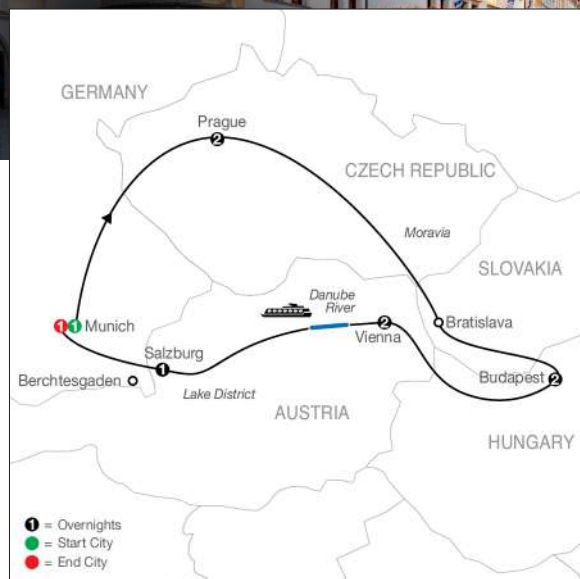 GERMANY
Prague
2
CZECH REPUBLIC
Moravia
SLOVAKIA
Danube
River
1 1 Munich
2
Vienna
Bratislava
Salzburg
1
Berchtesgaden
Lake District
Budapest 2
AUSTRIA
HUNGARY
1 = Overnights
= Start City
= End City